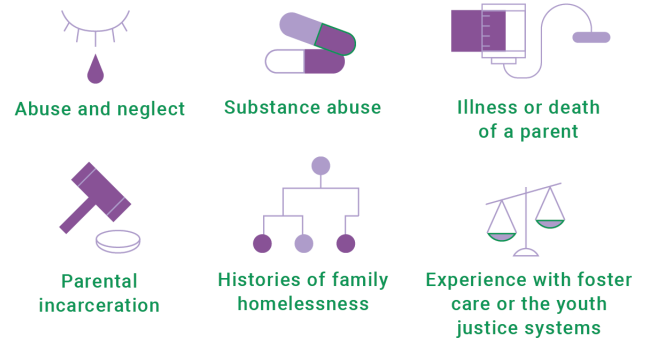 Abuse and neglect
Substance abuse
Illness or death
of a parent
Parental
incarceration
Histories of family
homelessness
Experience with foster
care or the youth
justice systems